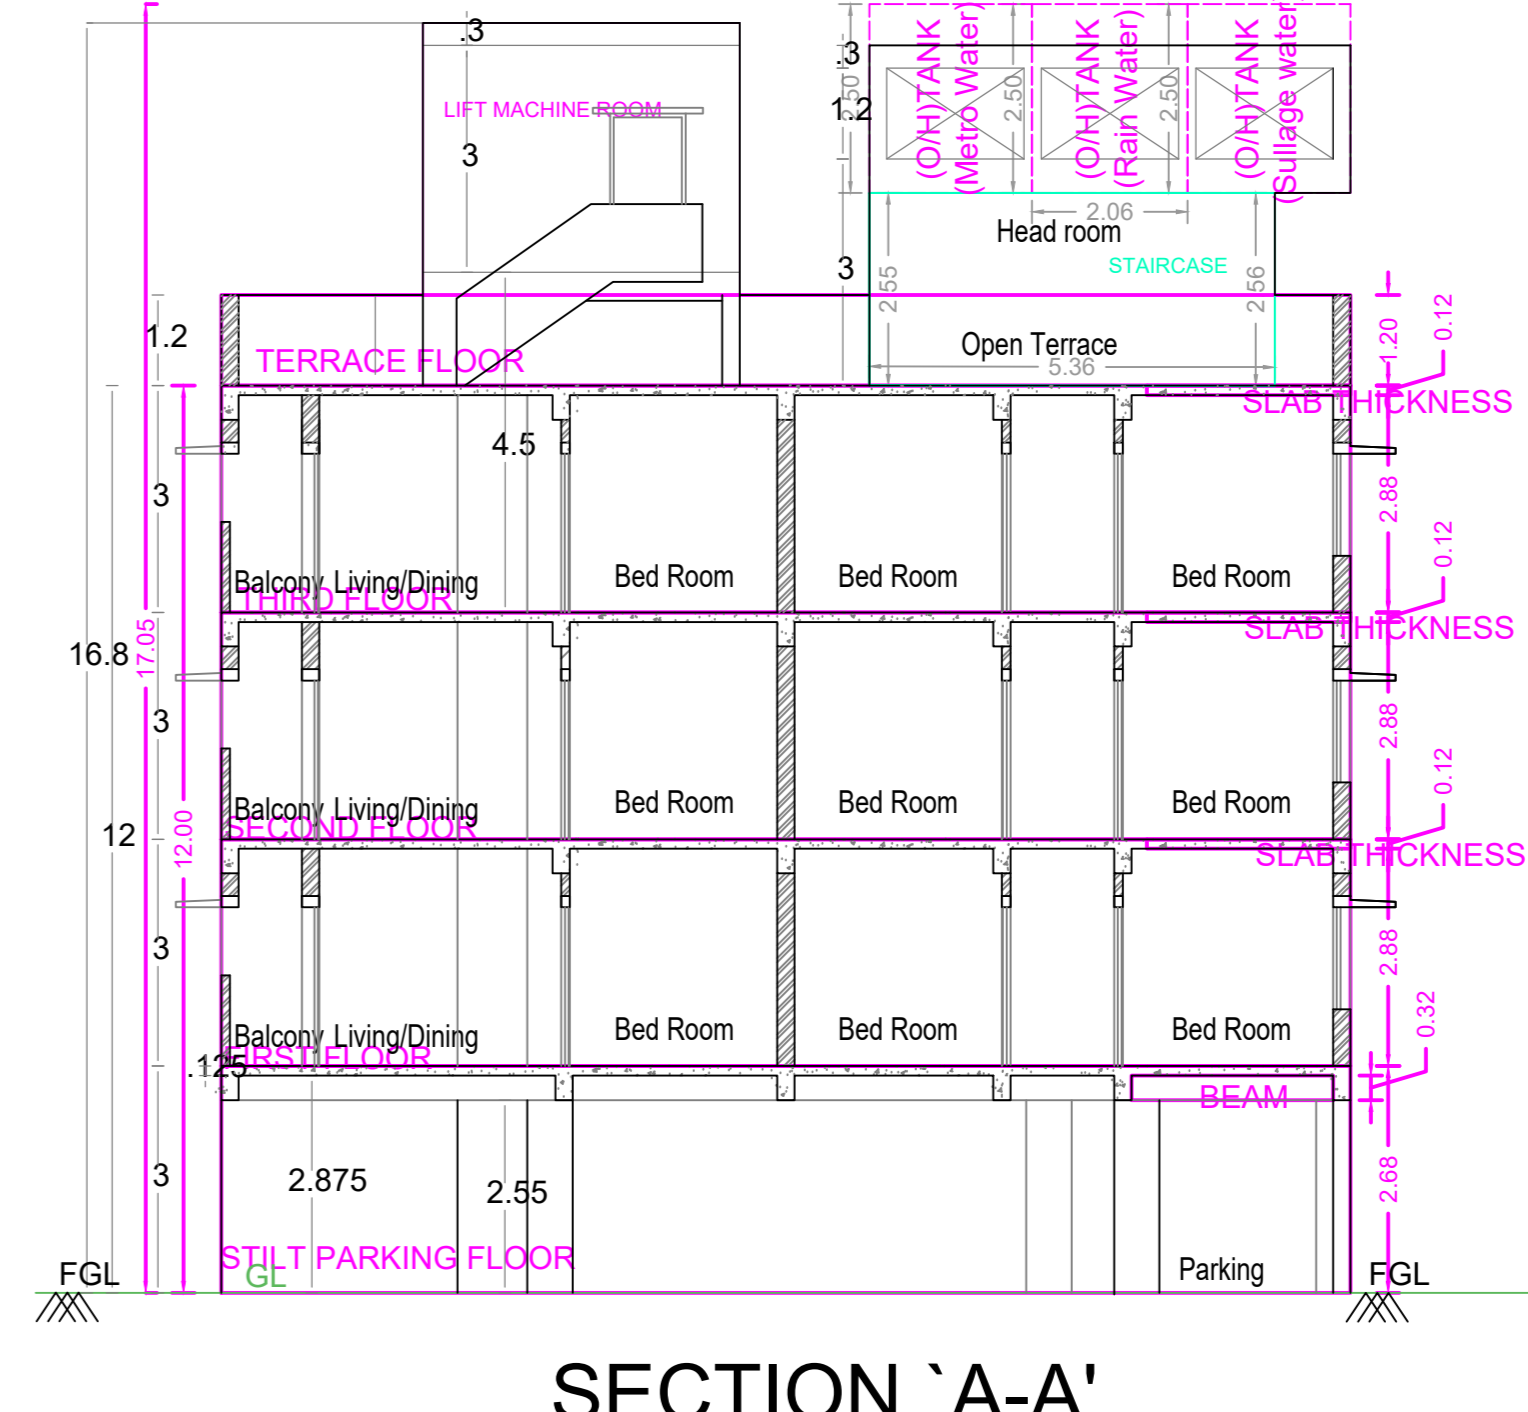 .3
LIFT MACHINE ROOM
3
.3
1.2
2.50
(O/H)TANK
(Metro Water)
2.50
(O/H)TANK
(Rain Water)
2.50
(O/H)TANK
(Sullage water
2.06
Head room
STAIRCASE
3
2.55
2.56
1.2
TERRACE FLOOR
Open Terrace
5.36
1.20
0.12
SLAB THICKNESS
4.5
3
2.88
Balcony Living/Dining
Bed Room
Bed Room
Bed Room
THIRD FLOOR
0.12
SLAB THICKNESS
16.8
17.05
3
2.88
Balcony Living/Dining
Bed Room
Bed Room
Bed Room
SECOND FLOOR
12
12.00
0.12
SLAB THICKNESS
3
2.88
Balcony Living/Dining
Bed Room
Bed Room
Bed Room
FIRST FLOOR
.125
0.32
BEAM
3
2.875
2.55
2.68
STILT PARKING FLOOR
Parking
FGL
GL
FGL
SECTION `A-A'